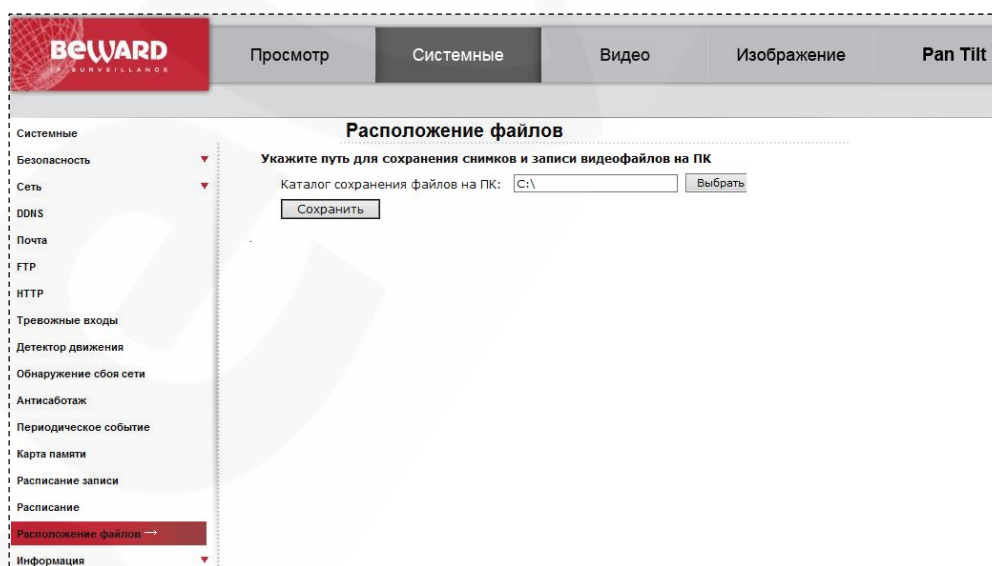 BEWARD
IP SURVEILLANCE
Просмотр
Системные
Видео
Изображение
Pan Tilt
Системные
Безопасность
Сеть
DDNS
Почта
FTP
HTTP
Тревожные входы
Детектор движения
Обнаружение сбоя сети
Антисаботаж
Периодическое событие
Карта памяти
Расписание записи
Расписание
Расположение файлов →
Информация
Расположение файлов
Укажите путь для сохранения снимков и записи видеофайлов на ПК
Каталог сохранения файлов на ПК: C:\ Выбрать
Сохранить